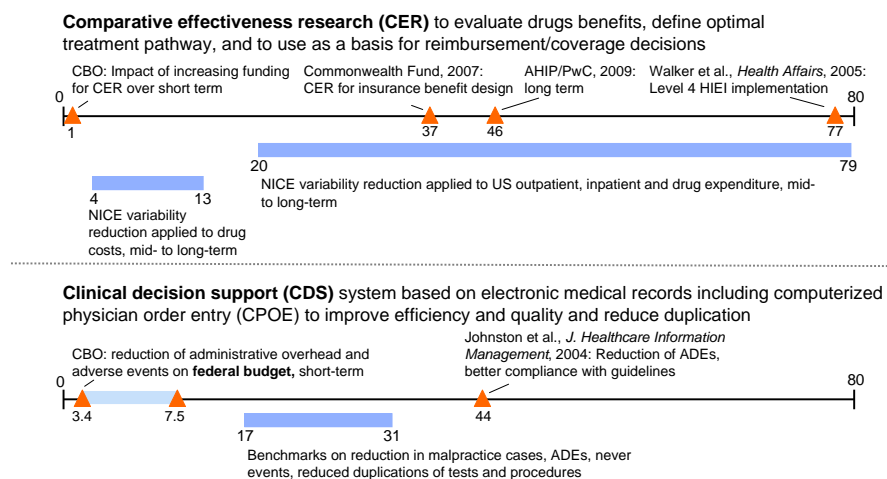 Comparative effectiveness research (CER) to evaluate drugs benefits, define optimal
treatment pathway, and to use as a basis for reimbursement/coverage decisions
CBO: Impact of increasing funding
for CER over short term
Commonwealth Fund, 2007:
CER for insurance benefit design
AHIP/PwC, 2009:
long term
Walker et al., Health Affairs, 2005:
Level 4 HIEI implementation
0
80
1
37
46
77
20
79
NICE variability reduction applied to US outpatient, inpatient and drug expenditure, mid-
to long-term
4
13
NICE variability
reduction applied to drug
costs, mid- to long-term
Clinical decision support (CDS) system based on electronic medical records including computerized
physician order entry (CPOE) to improve efficiency and quality and reduce duplication
CBO: reduction of administrative overhead and
adverse events on federal budget, short-term
Johnston et al., J. Healthcare Information
Management, 2004: Reduction of ADEs,
better compliance with guidelines
0
80
3.4
7.5
44
17
31
Benchmarks on reduction in malpractice cases, ADEs, never
events, reduced duplications of tests and procedures